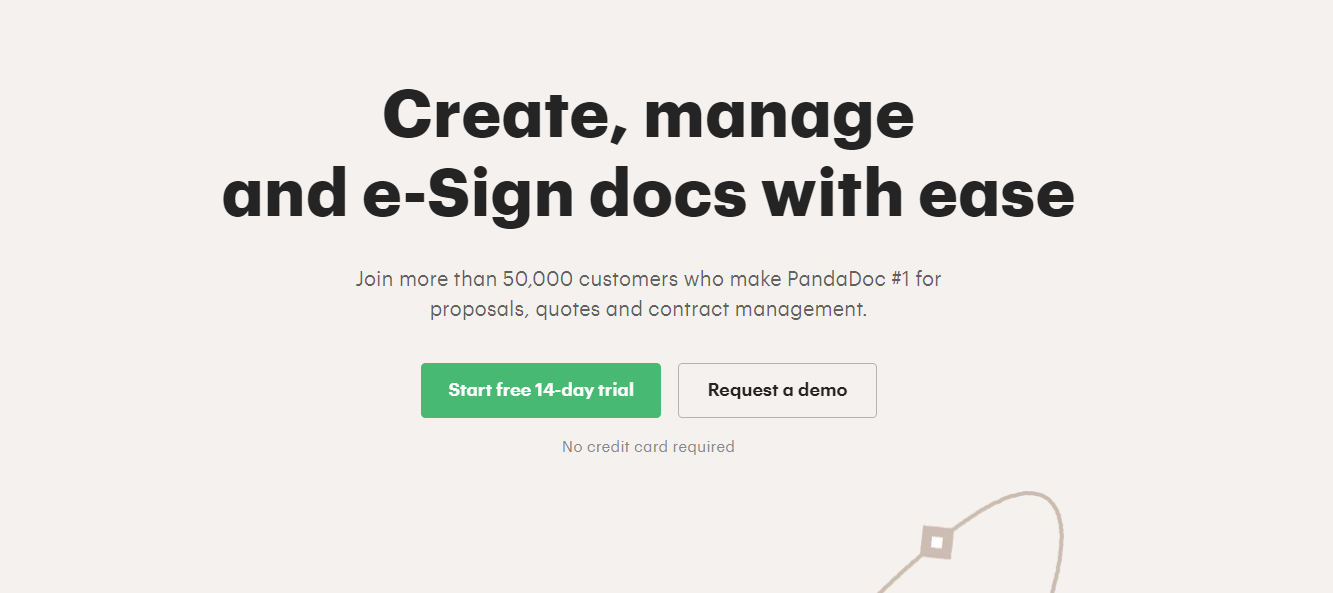 Create, manage
and e-Sign docs with ease
Join more than 50,000 customers who make PandaDoc #1 for
proposals, quotes and contract management.
Start free 14-day trial
Request a demo
No credit card required